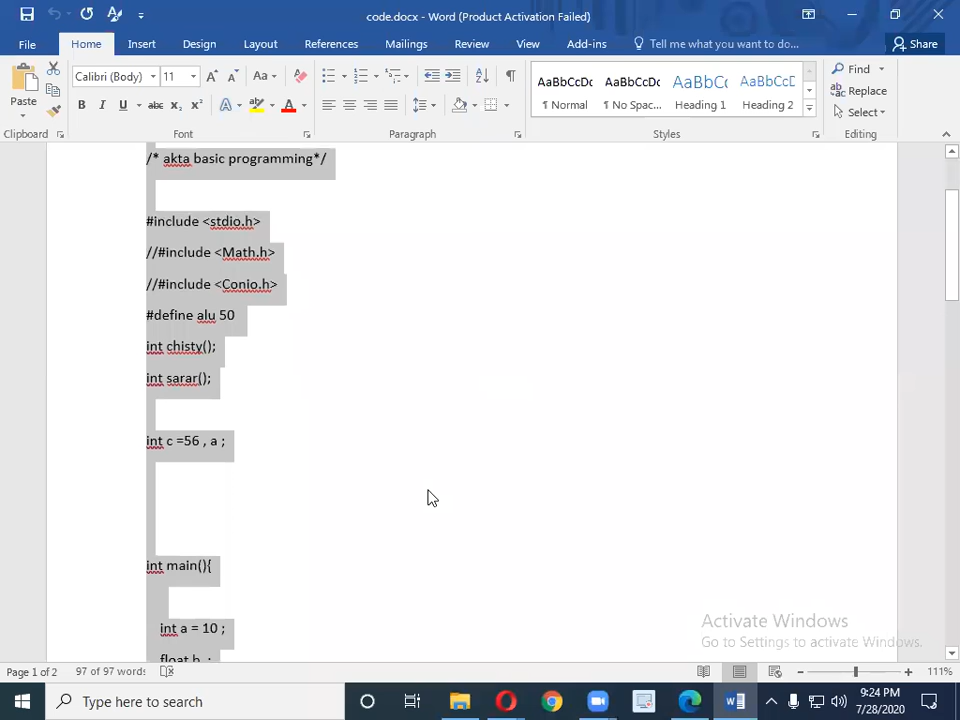 code.docx - Word (Product Activation Failed)
File Home Insert Design Layout References Mailings Review View Add-ins Tell me what you want to do... Share
Paste
Calibri (Body) 11 Aa
B I U abc x₂ x² A A
AaBbCcDc AaBbCcDc AaBbCc AaBbCcD
¶ Normal ¶ No Spac... Heading 1 Heading 2
Find
Replace
Select
Clipboard Font Paragraph Styles Editing
/* akta basic programming*/
#include <stdio.h>
//#include <Math.h>
//#include <Conio.h>
#define alu 50
int chisty();
int sarar();
int c =56 , a ;
int main(){
int a = 10 ;
float b ;
Activate Windows
Go to Settings to activate Windows.
Page 1 of 2 97 of 97 words 111%
Type here to search
9:24 PM
7/28/2020